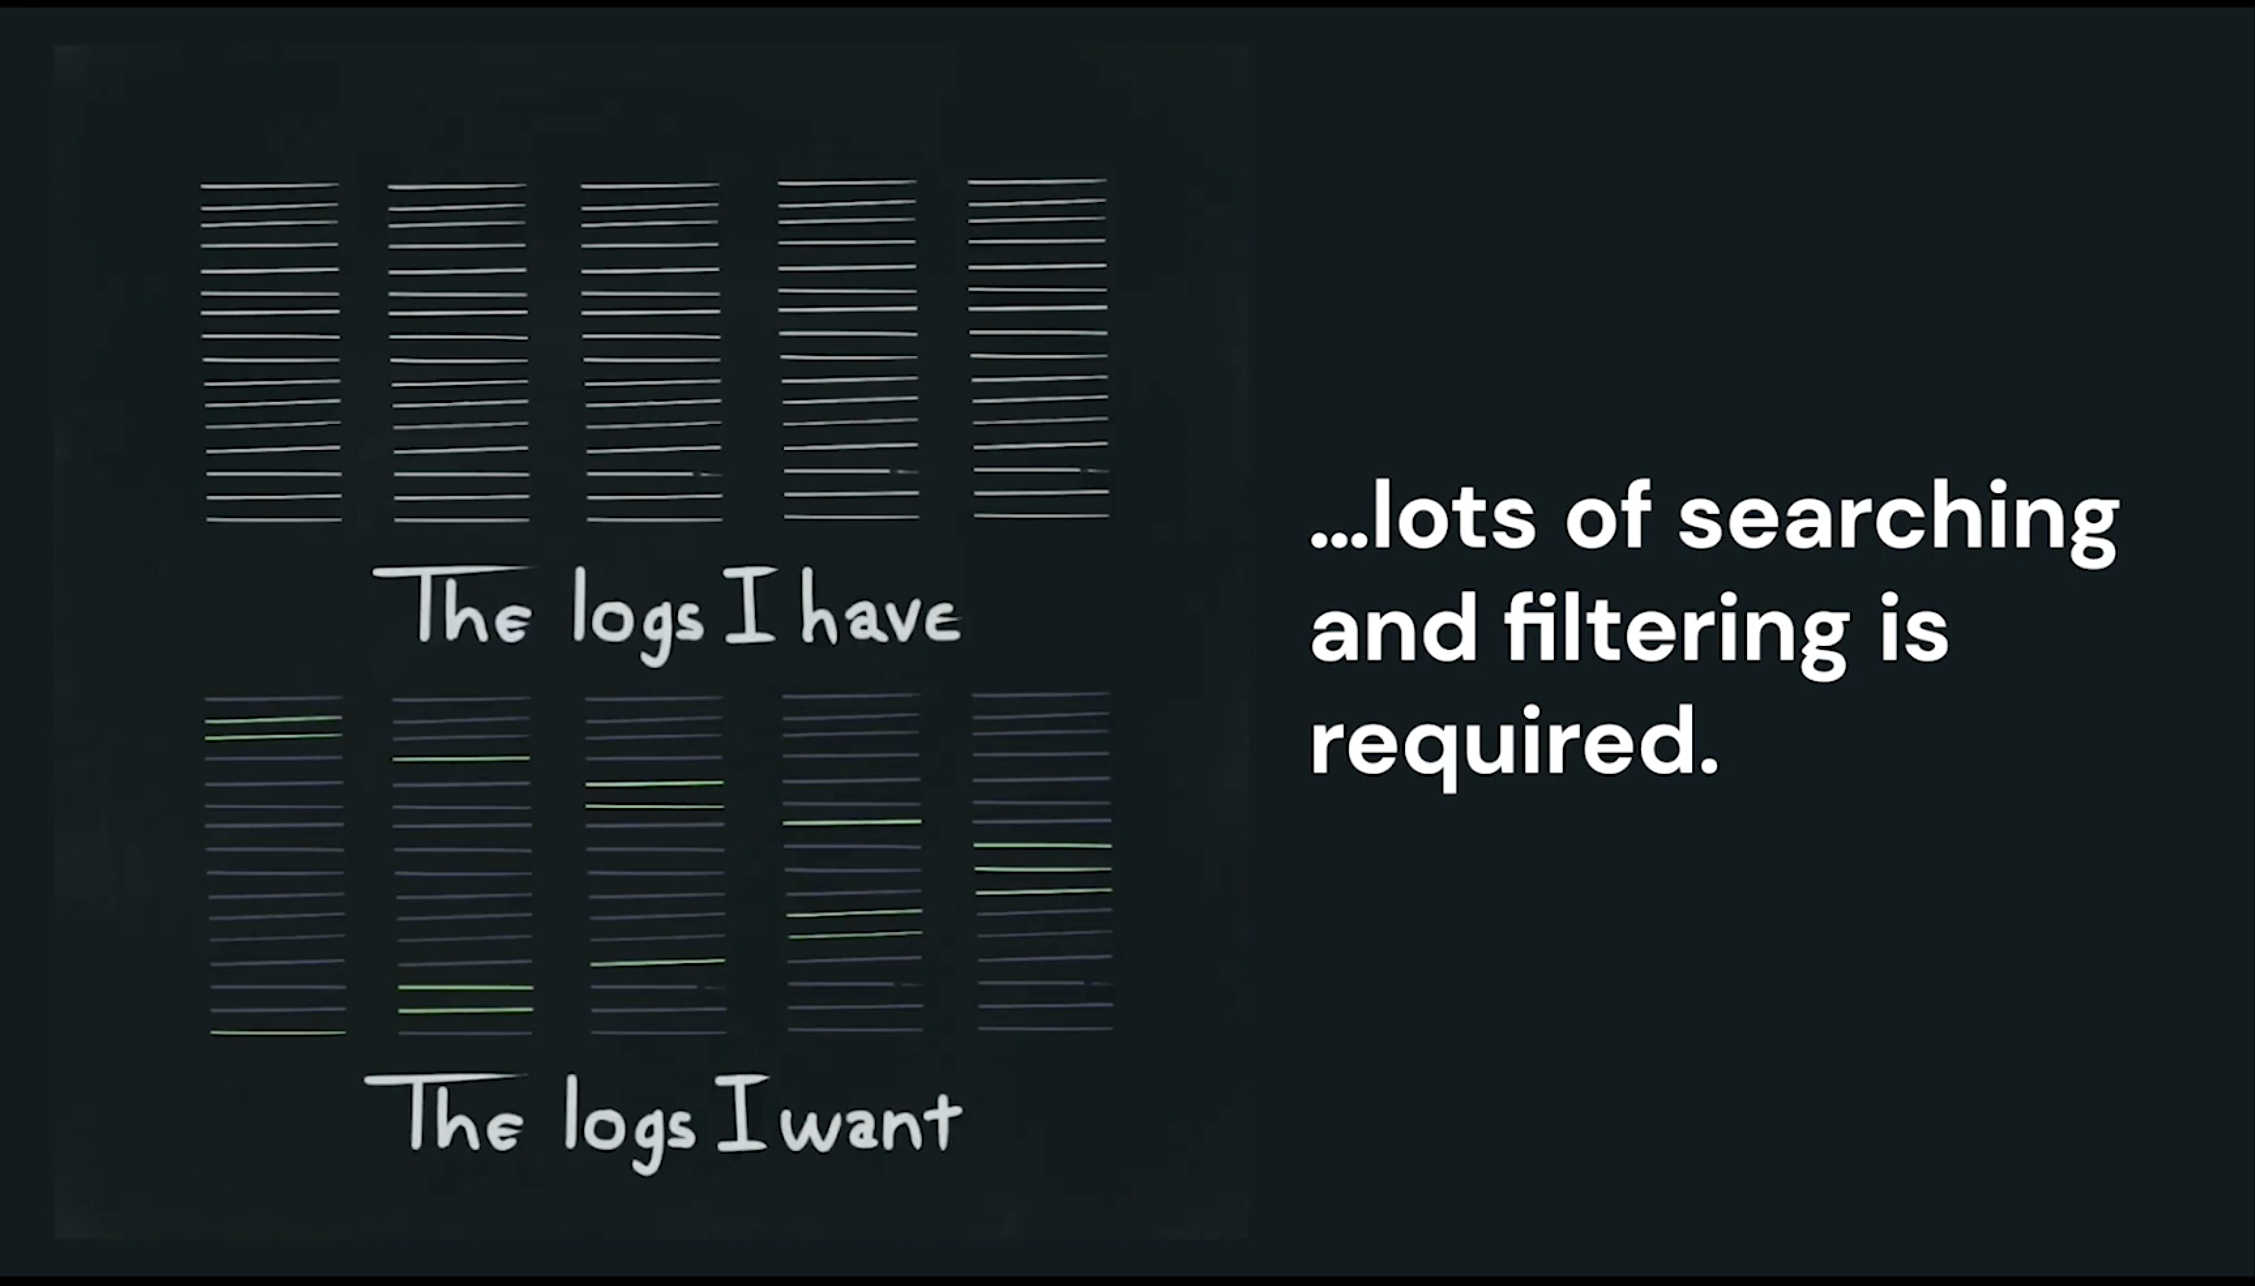 The logs I have
The logs I want
…lots of searching
and filtering is
required.